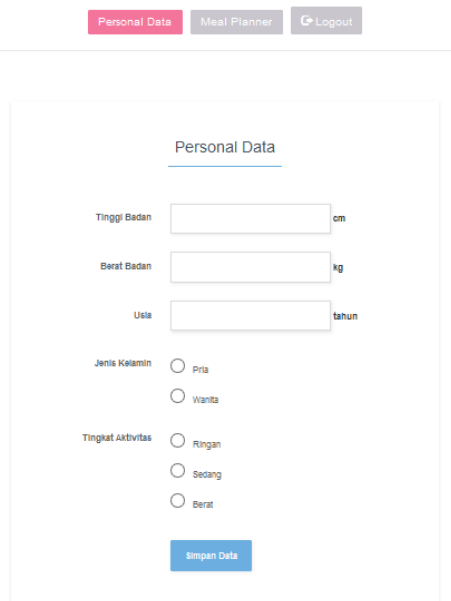 Personal Data Meal Planner Logout
Personal Data
Tinggi Badan cm
Berat Badan kg
Usia tahun
Jenis Kelamin Pria
Wanita
Tingkat Aktivitas Ringan
Sedang
Berat
Simpan Data